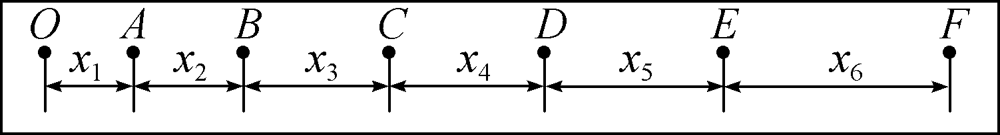 O A B C D E F
x₁ x₂ x₃ x₄ x₅ x₆